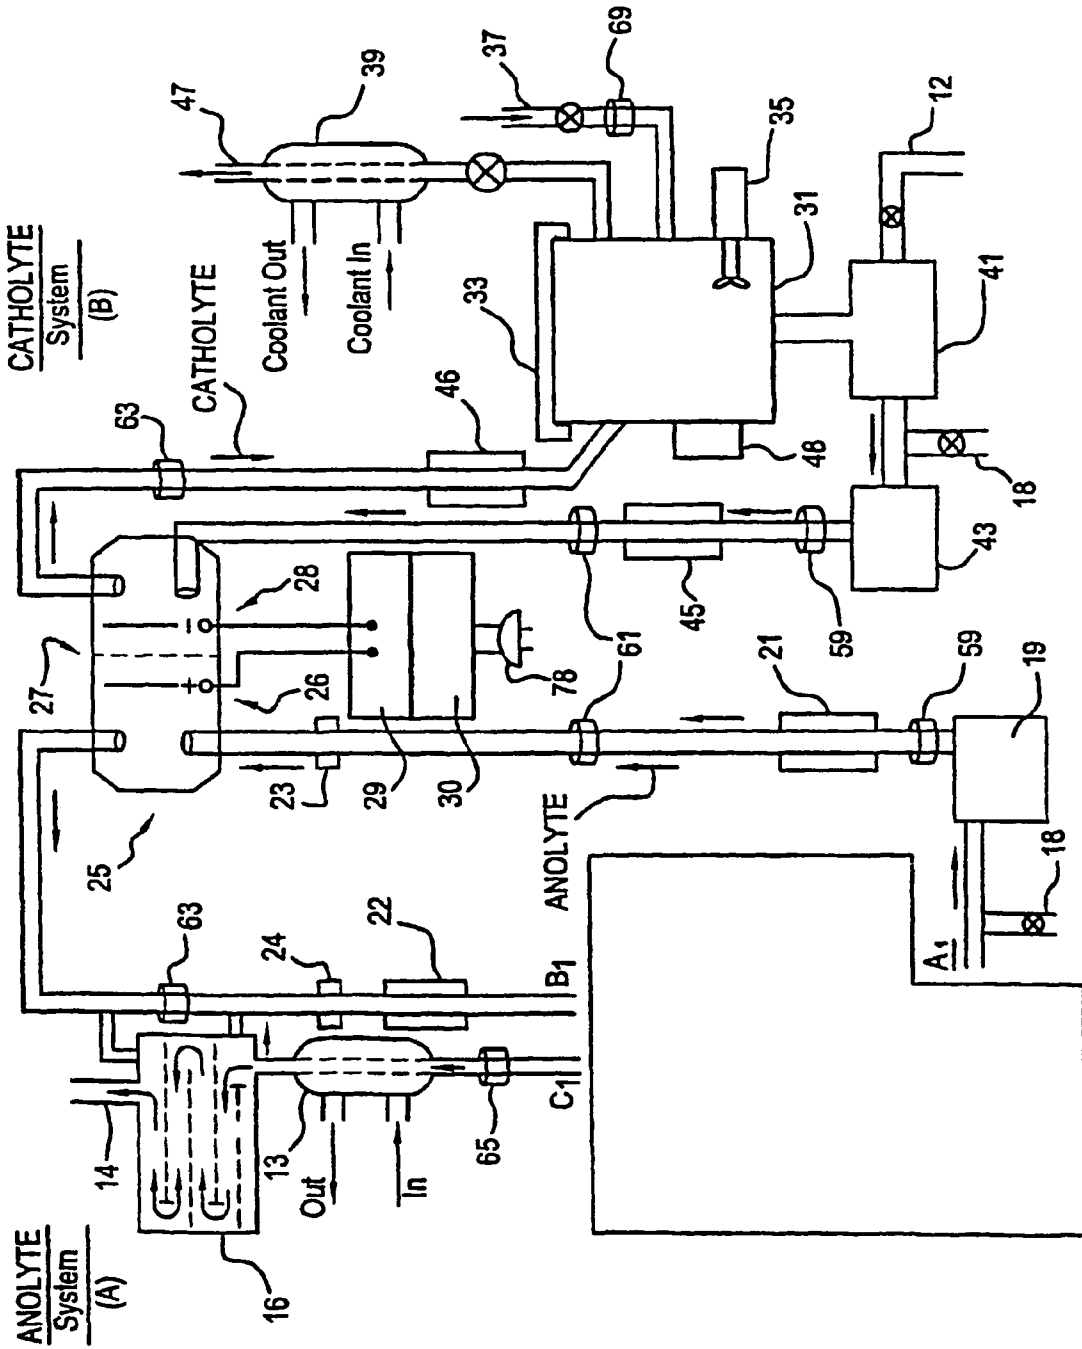 ANOLYTE
System
(A)
CATHOLYTE
System
(B)
16
14
13
Out
In
65
C1
63
24
22
B1
25
27
26
28
23
29
30
78
ANOLYTE
61
21
59
19
A1
18
63
CATHOLYTE
46
45
59
43
18
47
39
Coolant Out
Coolant In
33
37
69
35
31
48
41
12